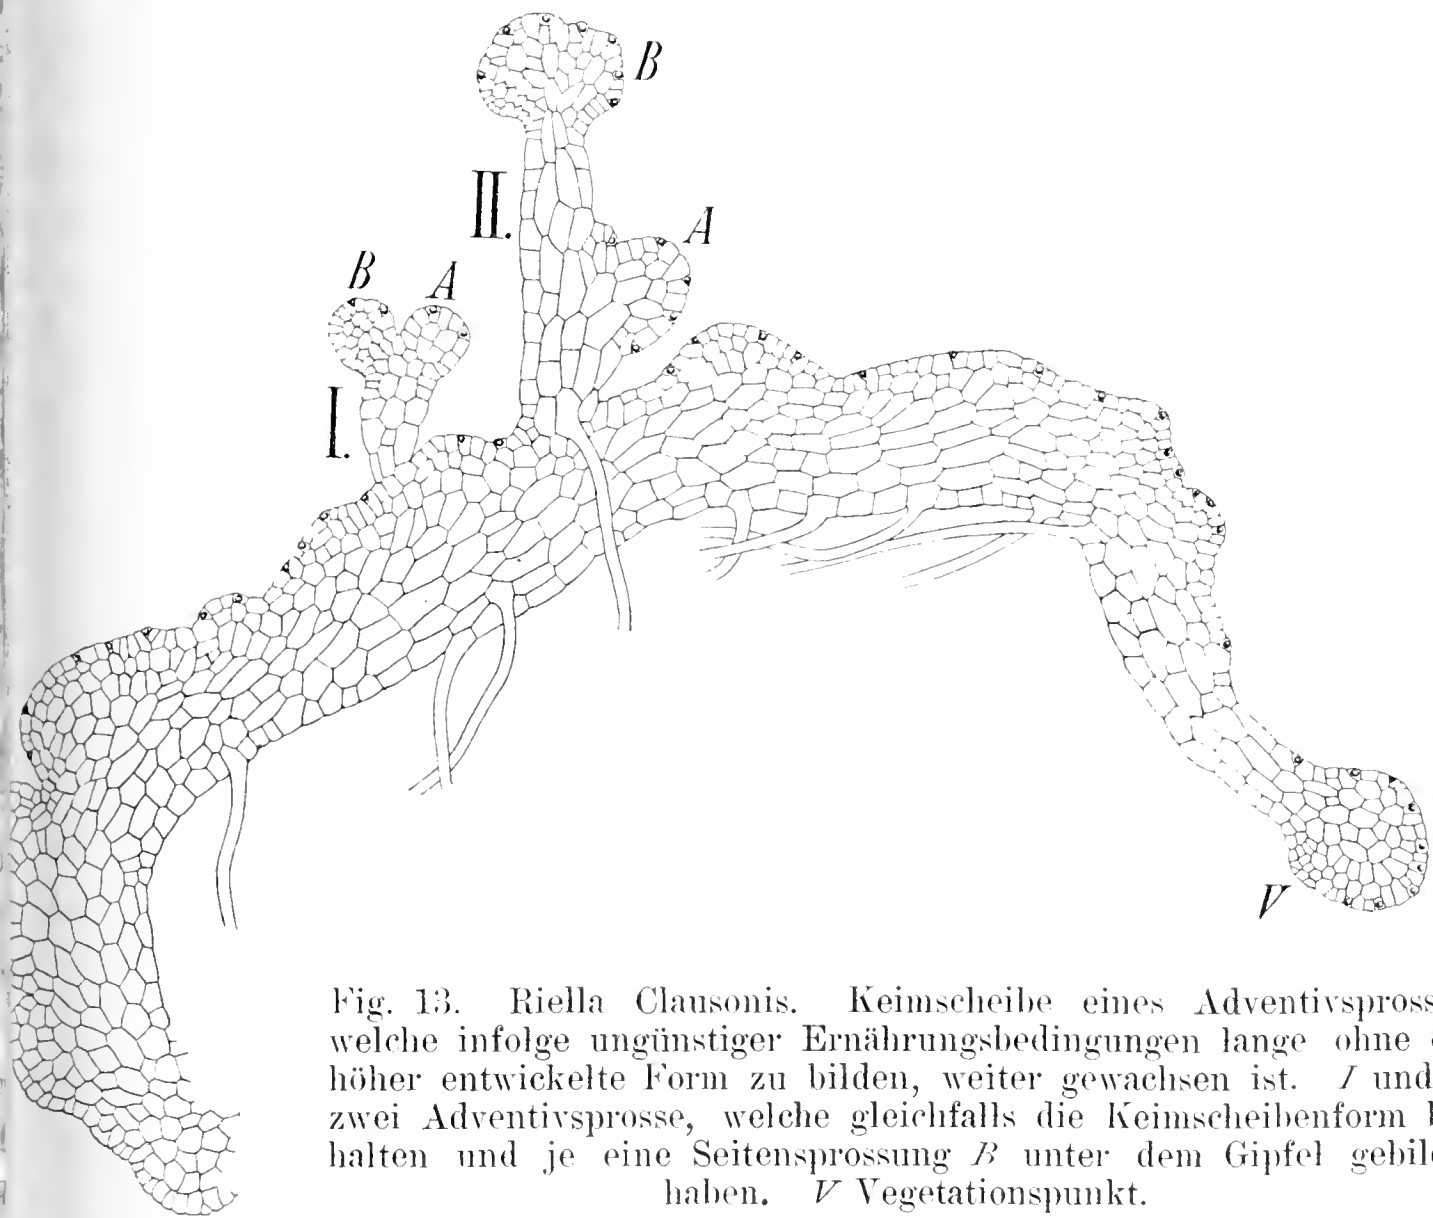 B
II.
A
B A
I.
V
Fig. 13. Riella Clausonis. Keimscheibe eines Adventivspross
welche infolge ungünstiger Ernährungsbedingungen lange ohne
höher entwickelte Form zu bilden, weiter gewachsen ist. I und
zwei Adventivsprosse, welche gleichfalls die Keimscheibenform
halten und je eine Seitensprossung B unter dem Gipfel gebild
haben. V Vegetationspunkt.